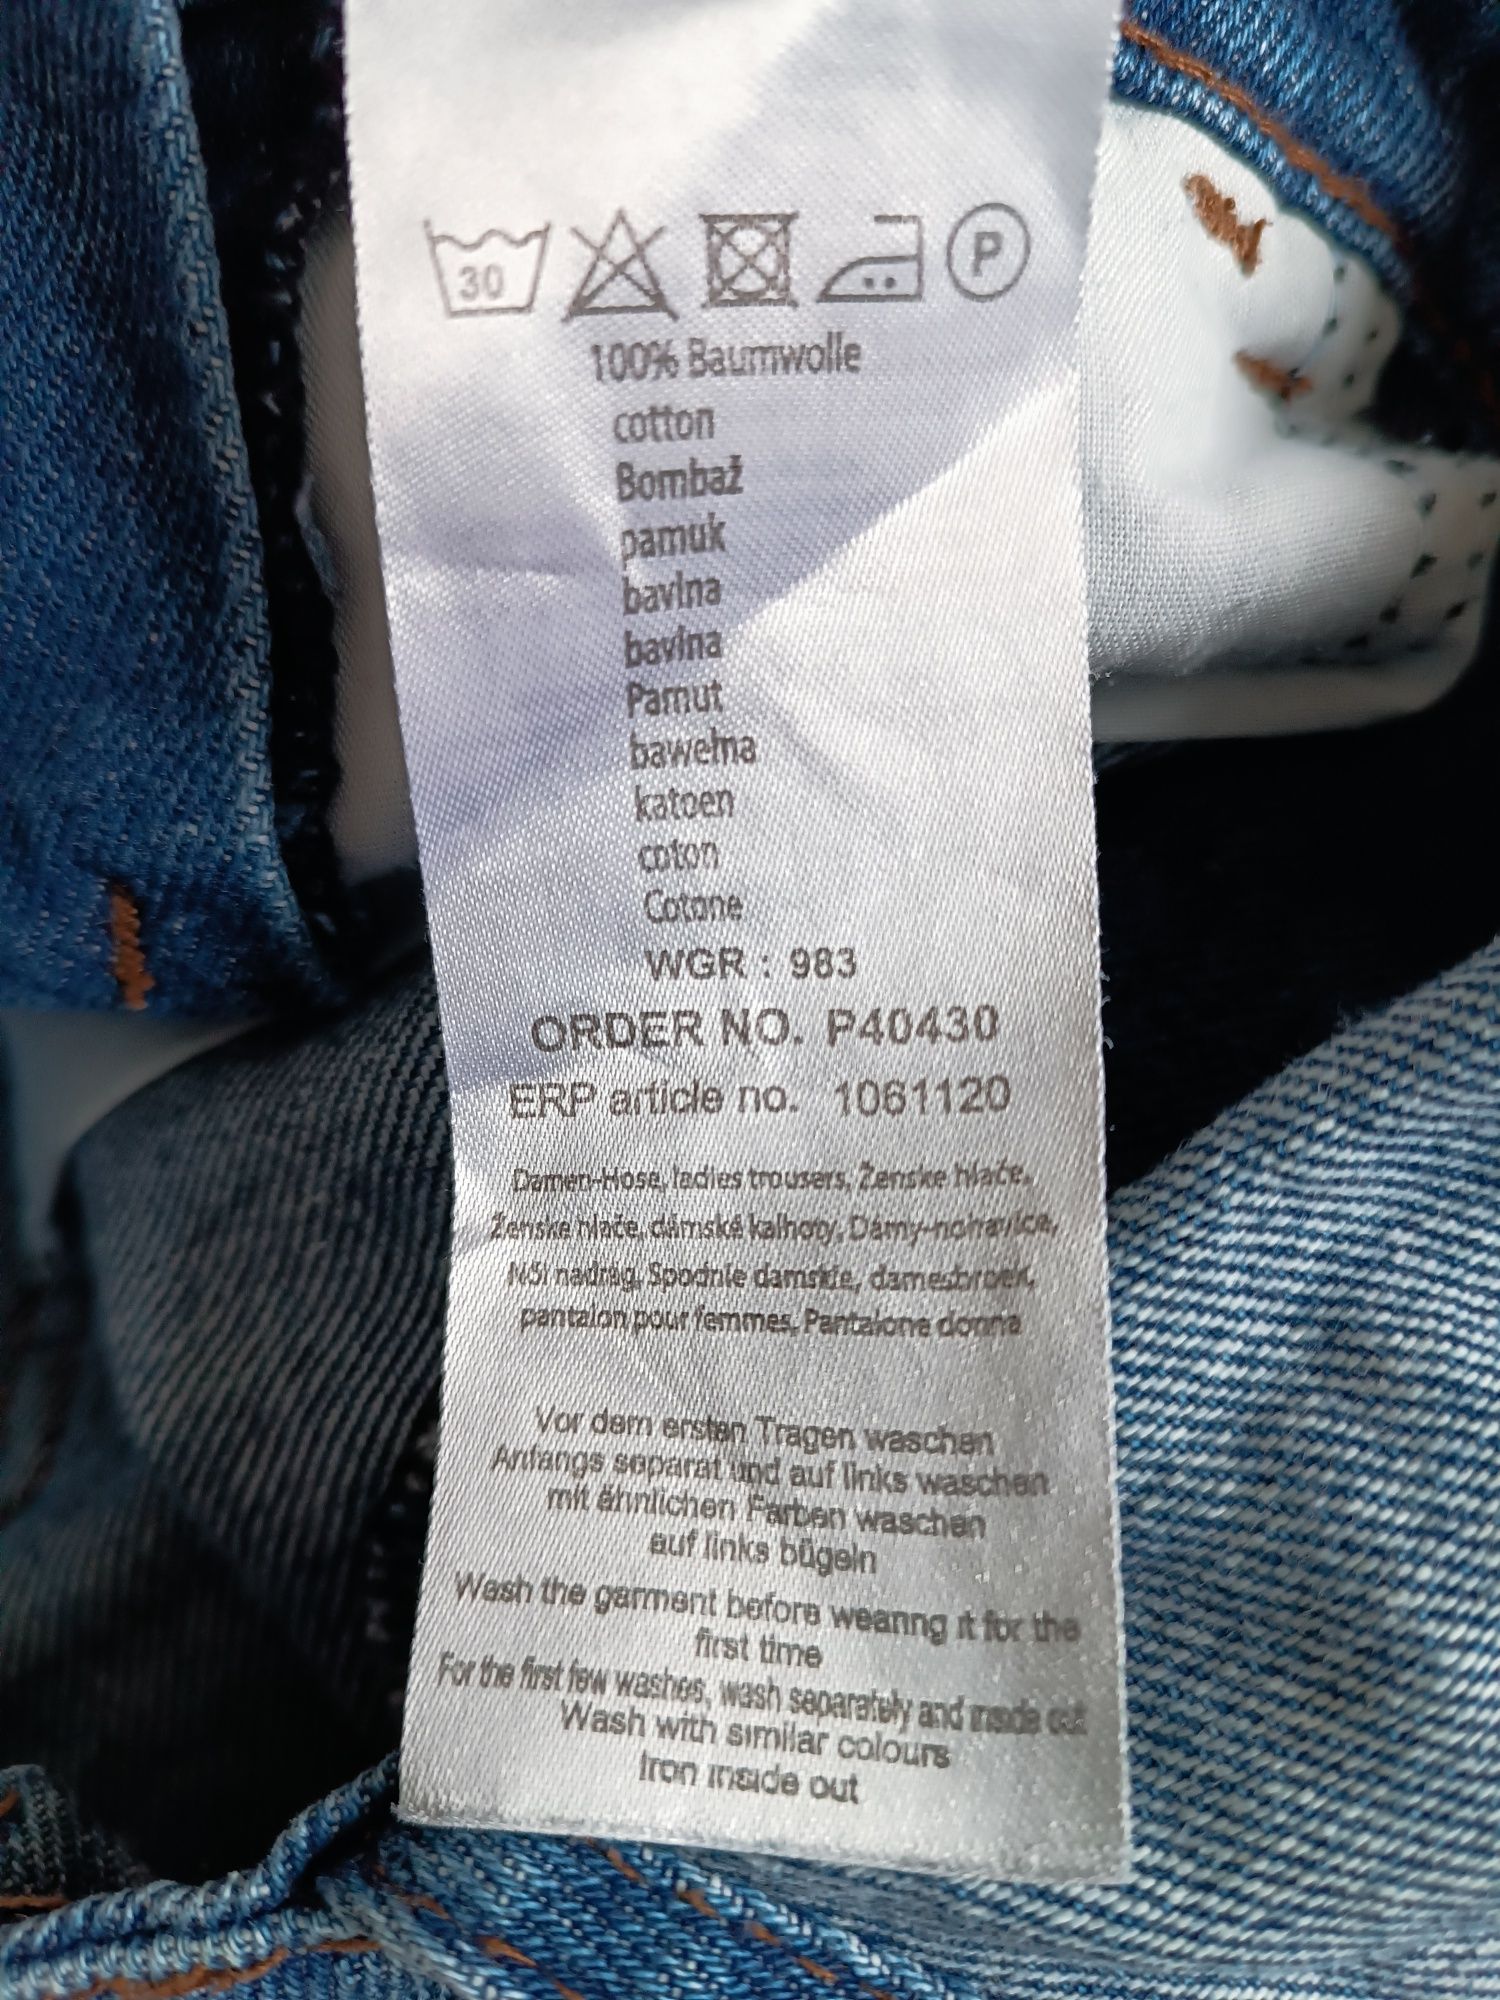 30
P
100% Baumwolle
cotton
Bombaž
pamuk
bavlna
bavlna
Pamut
bawełna
katoen
coton
Cotone
WGR : 983
ORDER NO. P40430
ERP article no. 1061120
Damen-Hose, ladies trousers, Ženske hlače,
Ženske hlače, dámské kalhoty, Damy-nohavice,
Női nadrág, Spodnie damskie, damesbroek,
pantalon pour femmes, Pantalone donna
Vor dem ersten Tragen waschen
Anfangs separat und auf links waschen
mit ähnlichen Farben waschen
auf links bügeln
Wash the garment before wearing it for the
first time
For the first few washes, wash separately and inside out
Wash with similar colours
Iron inside out